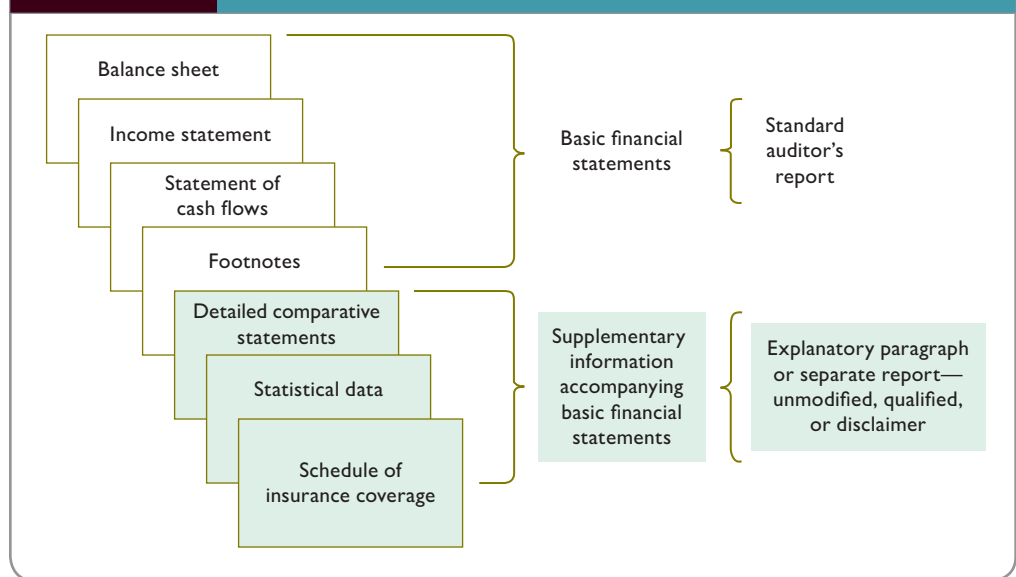 Balance sheet
Income statement
Statement of
cash flows
Footnotes
Detailed comparative
statements
Statistical data
Schedule of
insurance coverage
Basic financial
statements
Standard
auditor’s
report
Supplementary
information
accompanying
basic financial
statements
Explanatory paragraph
or separate report—
unmodified, qualified,
or disclaimer